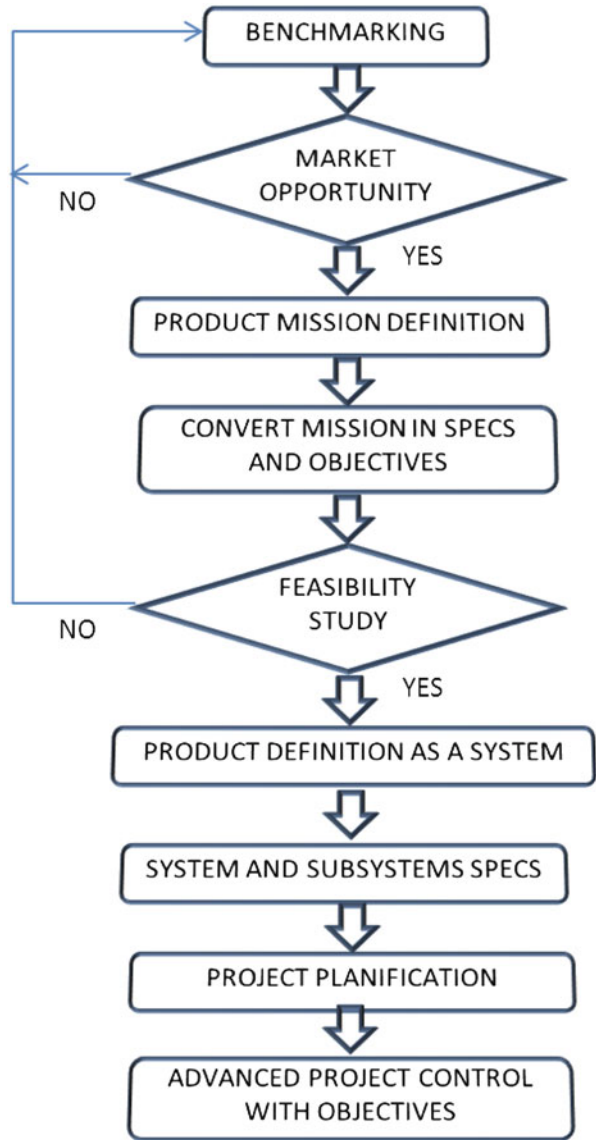 BENCHMARKING
MARKET
OPPORTUNITY
NO
YES
PRODUCT MISSION DEFINITION
CONVERT MISSION IN SPECS
AND OBJECTIVES
FEASIBILITY
STUDY
NO
YES
PRODUCT DEFINITION AS A SYSTEM
SYSTEM AND SUBSYSTEMS SPECS
PROJECT PLANIFICATION
ADVANCED PROJECT CONTROL
WITH OBJECTIVES